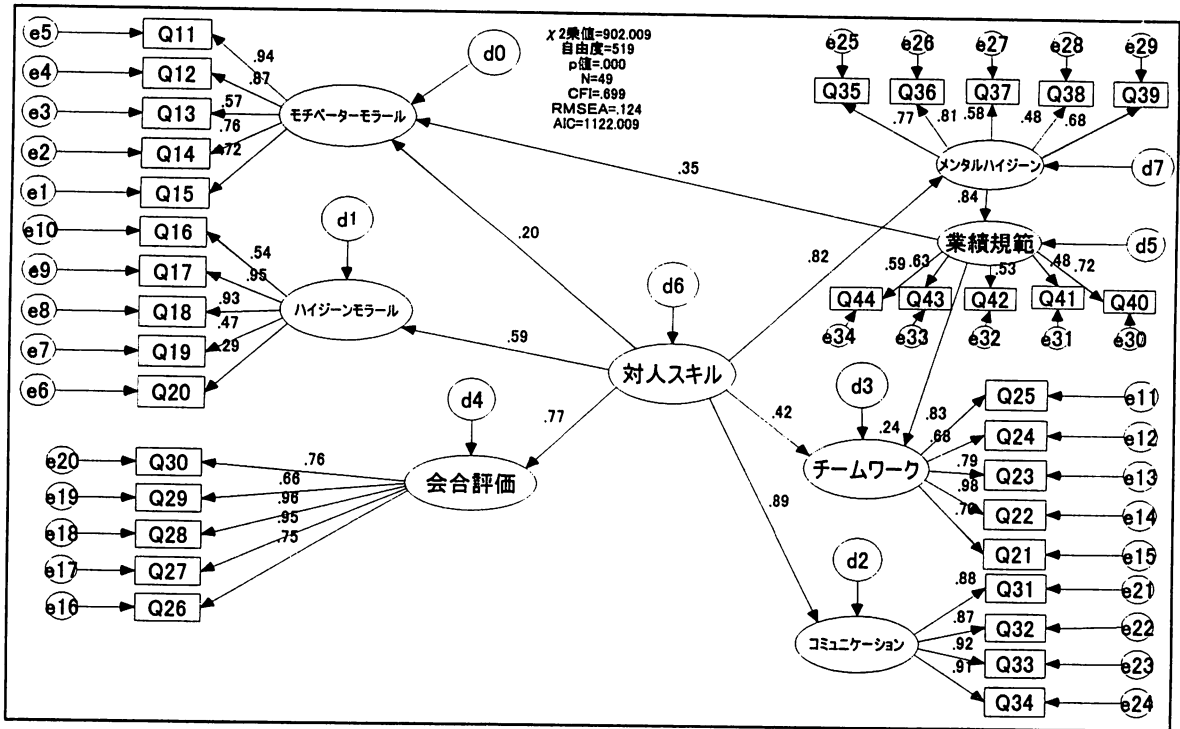 χ2乗値=902.009
自由度=519
p値=.000
N=49
CFI=.699
RMSEA=.124
AIC=1122.009
e5
Q11
e4
Q12
e3
Q13
e2
Q14
e1
Q15
.94
.87
.57
.76
.72
モチベーターモラール
d0
e10
Q16
e9
Q17
e8
Q18
e7
Q19
e6
Q20
.54
.95
.93
.47
.29
ハイジーンモラール
d1
e20
Q30
e19
Q29
e18
Q28
e17
Q27
e16
Q26
.76
.66
.96
.95
.75
会合評価
d4
.20
.35
.59
.77
d6
対人スキル
.82
.42
.89
e25
e26
e27
e28
e29
Q35
Q36
Q37
Q38
Q39
.77
.81
.58
.48
.68
メンタルハイジーン
d7
.84
業績規範
d5
.59
.63
.53
.48
.72
Q44
Q43
Q42
Q41
Q40
e34
e33
e32
e31
e30
d3
.24
チームワーク
.83
.68
.79
.98
Q25
e11
Q24
e12
Q23
e13
Q22
e14
Q21
e15
d2
コミュニケーション
.88
.87
.92
.91
Q31
e21
Q32
e22
Q33
e23
Q34
e24